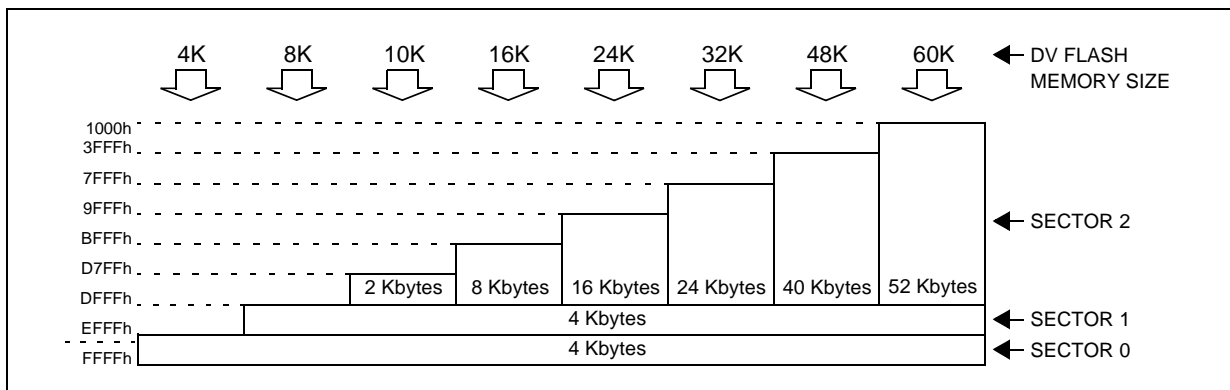 4K 8K 10K 16K 24K 32K 48K 60K DV FLASH
MEMORY SIZE
1000h
3FFFh
7FFFh
9FFFh
SECTOR 2
BFFFh
D7FFh
2 Kbytes 8 Kbytes 16 Kbytes 24 Kbytes 40 Kbytes 52 Kbytes
DFFFh
4 Kbytes SECTOR 1
EFFFh
4 Kbytes SECTOR 0
FFFFh